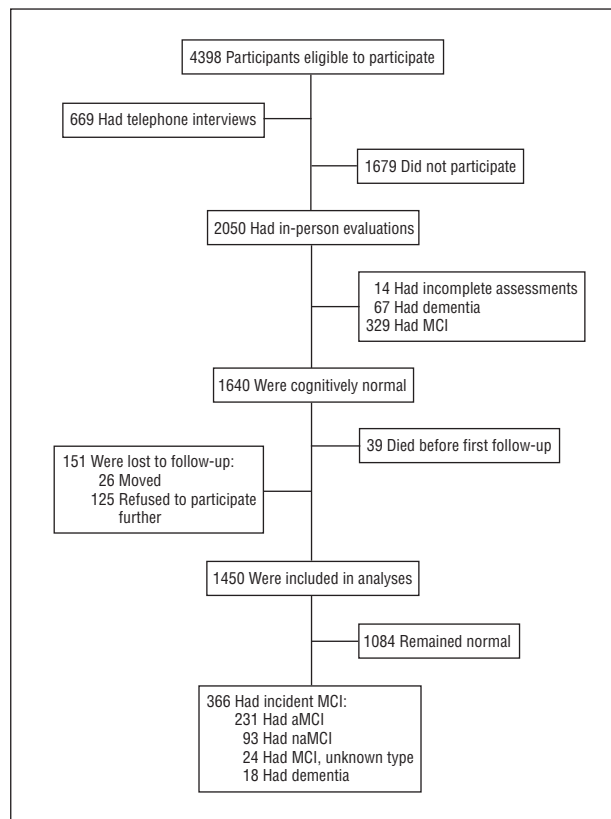 4398 Participants eligible to participate
669 Had telephone interviews
1679 Did not participate
2050 Had in-person evaluations
14 Had incomplete assessments
67 Had dementia
329 Had MCI
1640 Were cognitively normal
39 Died before first follow-up
151 Were lost to follow-up:
26 Moved
125 Refused to participate
further
1450 Were included in analyses
1084 Remained normal
366 Had incident MCI:
231 Had aMCI
93 Had naMCI
24 Had MCI, unknown type
18 Had dementia